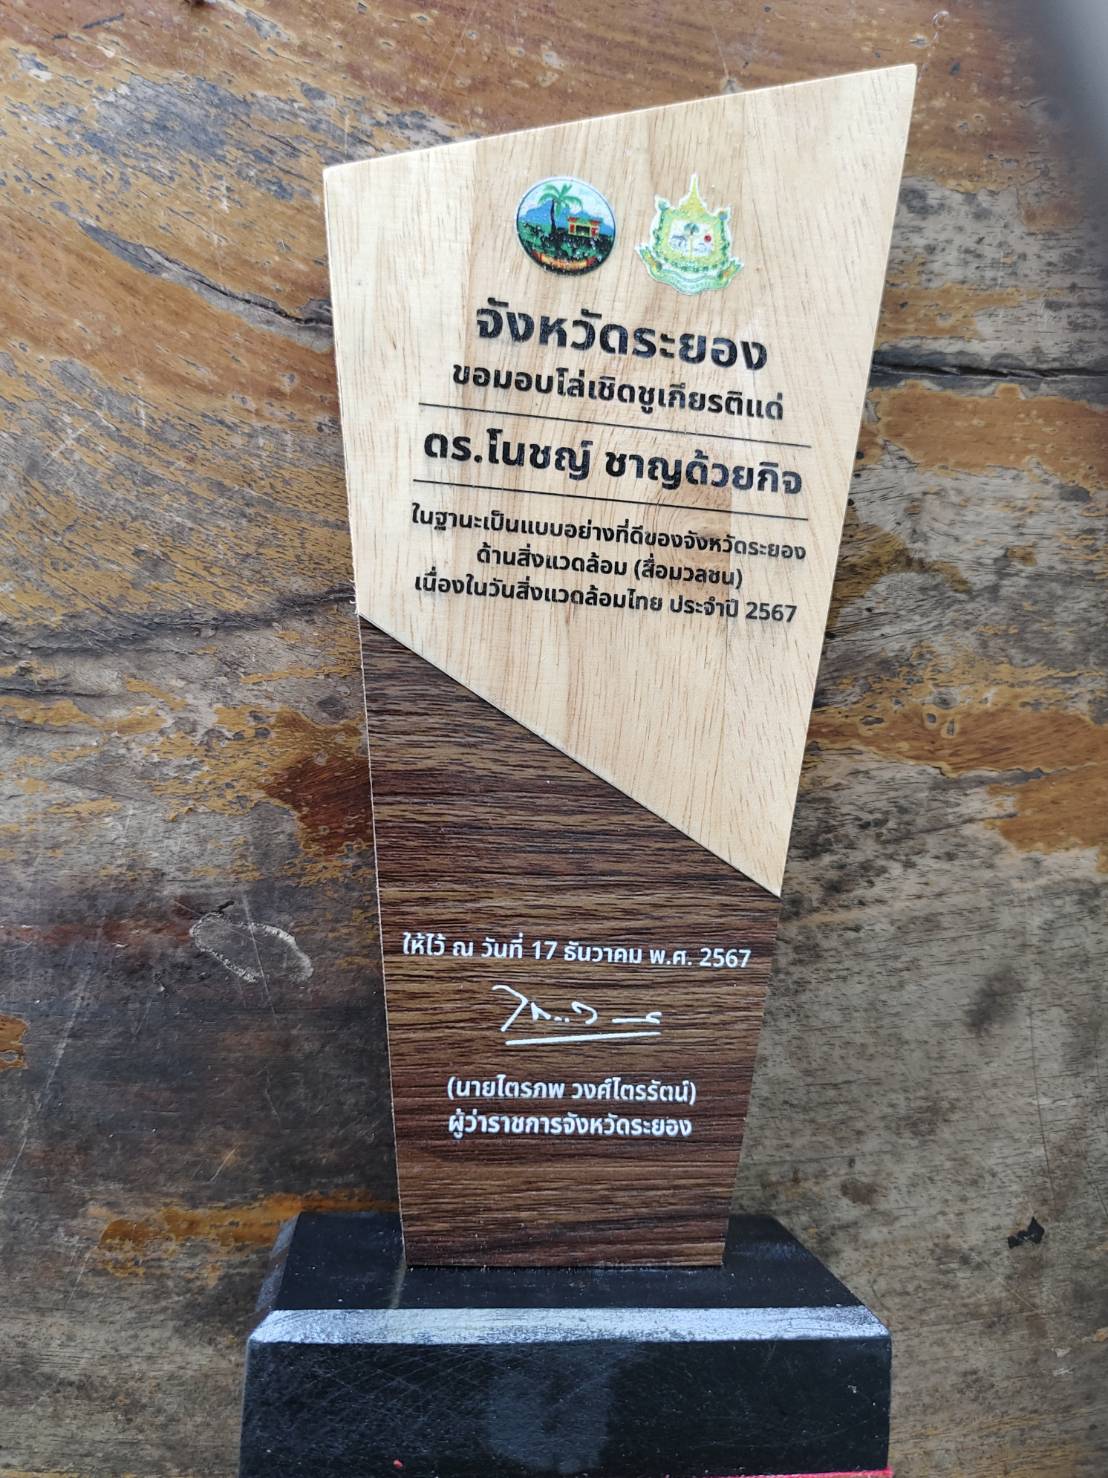 จังหวัดระยอง
ขอมอบโล่เชิดชูเกียรติแด่
ดร.โนชญ์ ชาญด้วยกิจ
ในฐานะเป็นแบบอย่างที่ดีของจังหวัดระยอง
ด้านสิ่งแวดล้อม (สื่อมวลชน)
เนื่องในวันสิ่งแวดล้อมไทย ประจำปี 2567
ให้ไว้ ณ วันที่ 17 ธันวาคม พ.ศ. 2567
(นายไตรภพ วงศ์ไตรรัตน์)
ผู้ว่าราชการจังหวัดระยอง